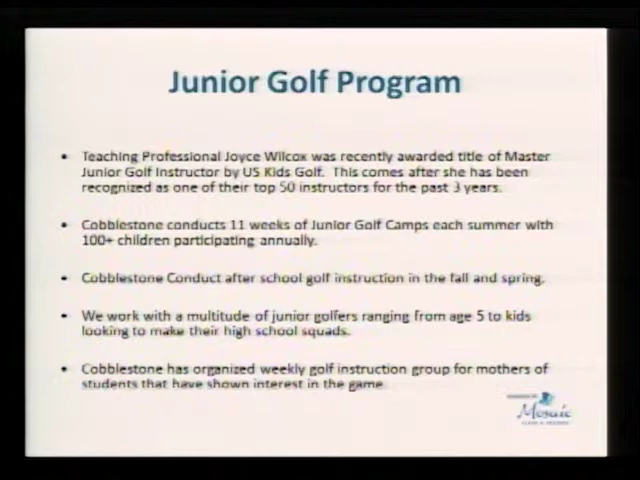 Junior Golf Program
• Teaching Professional Joyce Wilcox was recently awarded title of Master
Junior Golf Instructor by US Kids Golf. This comes after she has been
recognized as one of their top 50 instructors for the past 3 years.
• Cobblestone conducts 11 weeks of Junior Golf Camps each summer with
100+ children participating annually.
• Cobblestone Conduct after school golf instruction in the fall and spring.
• We work with a multitude of junior golfers ranging from age 5 to kids
looking to make their high school squads.
• Cobblestone has organized weekly golf instruction group for mothers of
students that have shown interest in the game.
Mosaic